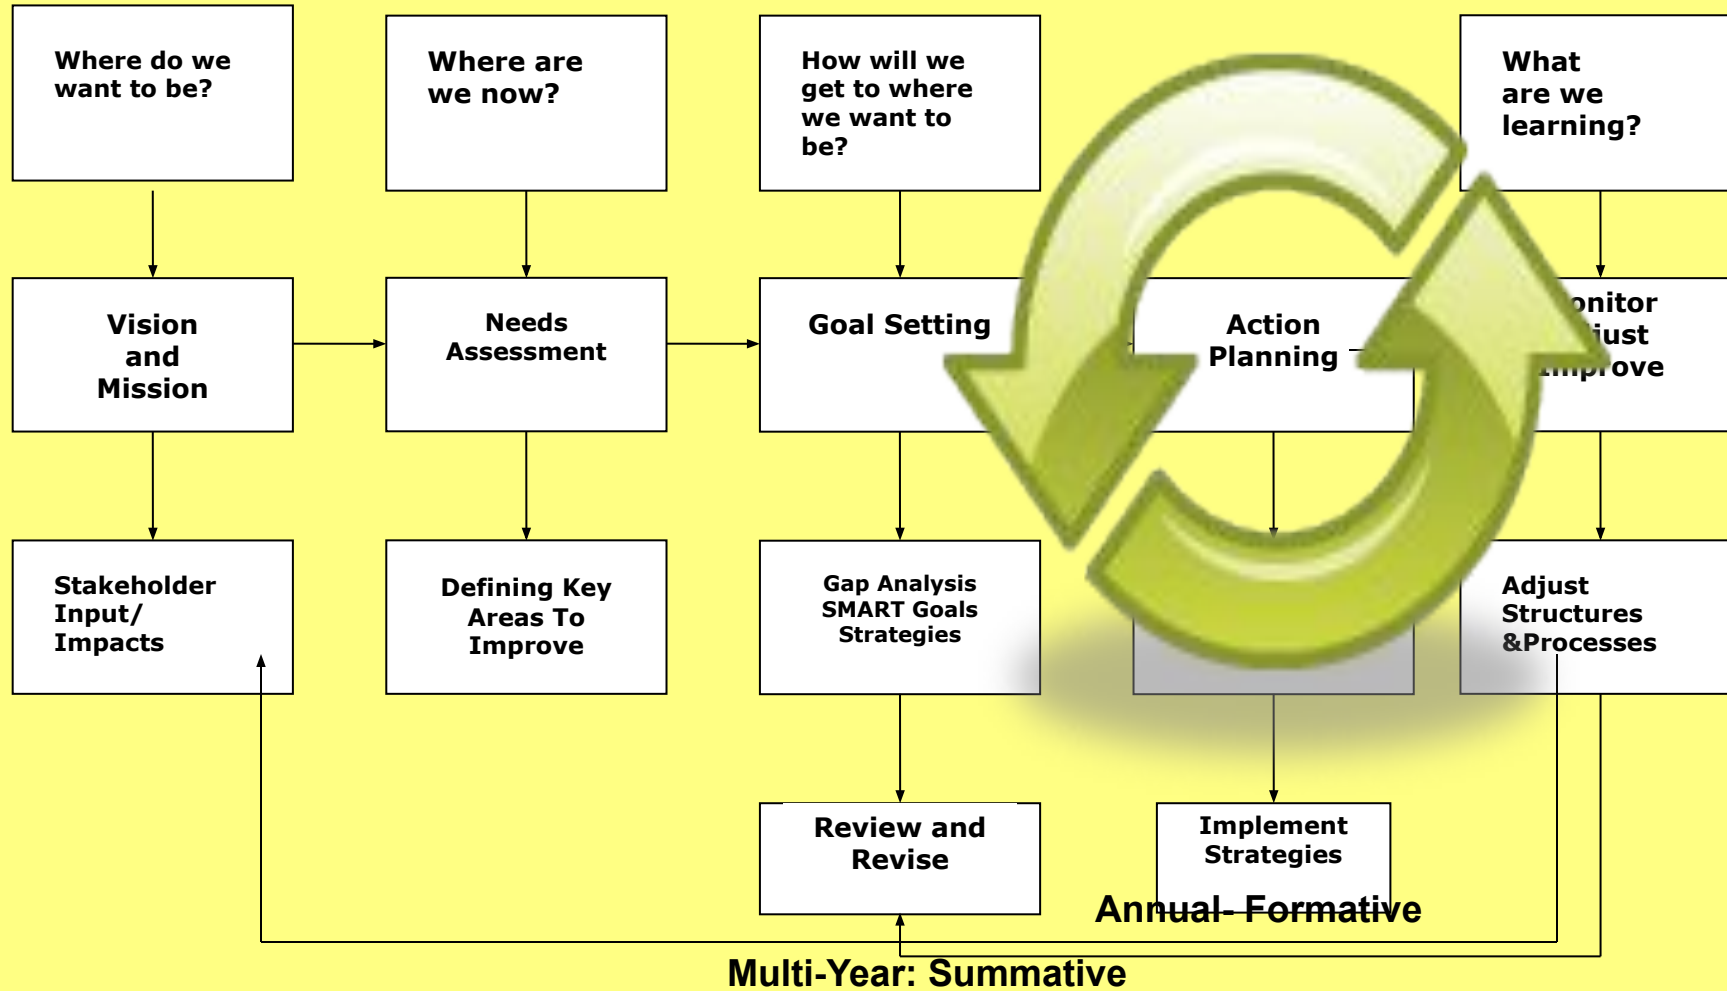 Where do we
want to be?
Where are
we now?
How will we
get to where
we want to
be?
What
are we
learning?
Vision
and
Mission
Needs
Assessment
Goal Setting
Action
Planning
Improve
Stakeholder
Input/
Impacts
Defining Key
Areas To
Improve
Gap Analysis
SMART Goals
Strategies
Adjust
Structures
&Processes
Review and
Revise
Implement
Strategies
Annual- Formative
Multi-Year: Summative